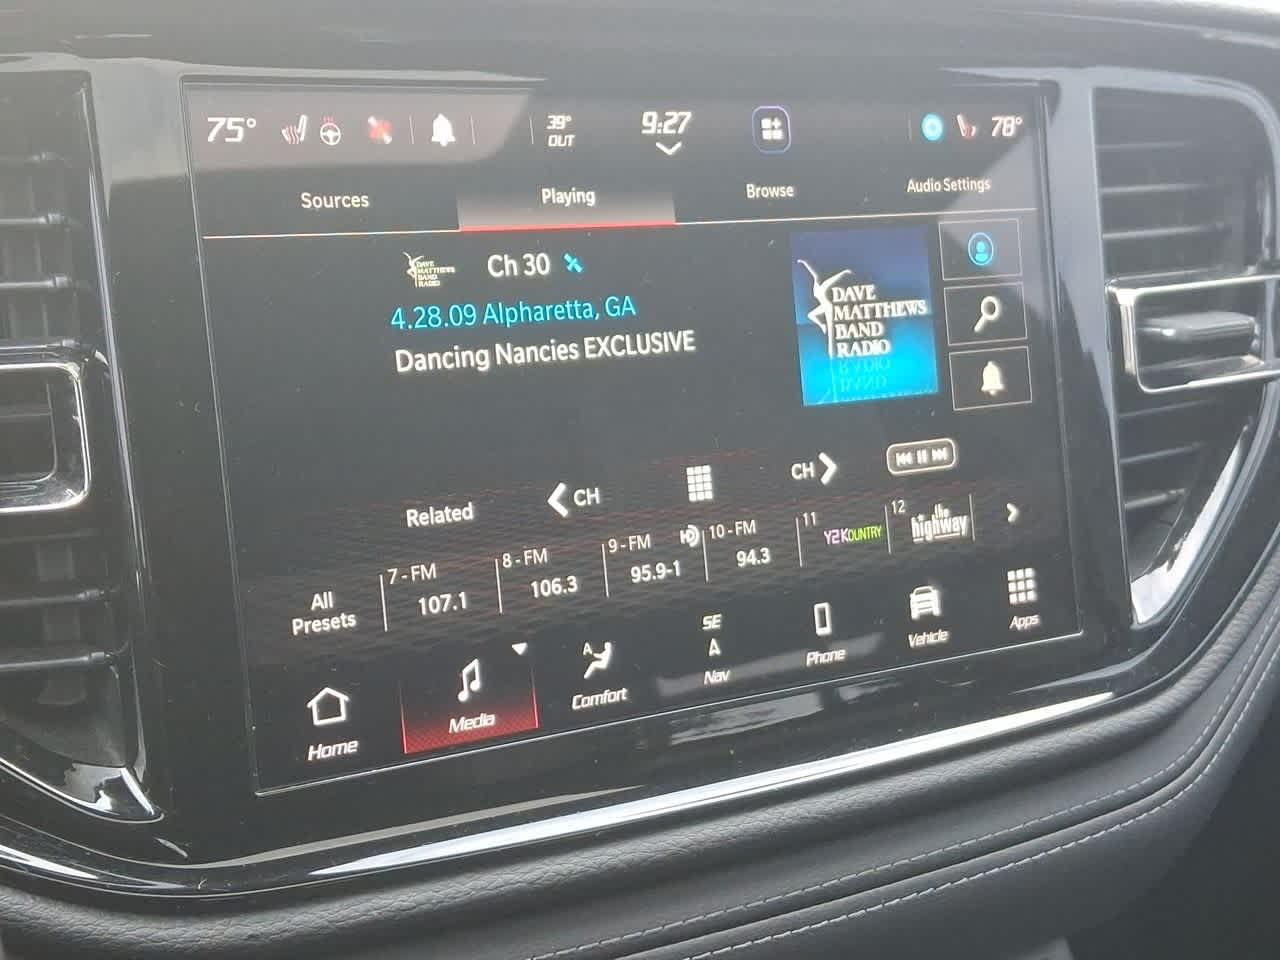 75°
39°
OUT
9:27
78°
Sources
Playing
Browse
Audio Settings
DAVE
MATTHEWS
BAND
RADIO
Ch 30
4.28.09 Alpharetta, GA
Dancing Nancies EXCLUSIVE
DAVE
MATTHEWS
BAND
RADIO
Related
CH
CH
All
Presets
7 - FM
107.1
8 - FM
106.3
9 - FM
95.9-1
10 - FM
94.3
11
Y2KOUNTRY
12
the
highway
Home
Media
A
Comfort
SE
Nav
Phone
Vehicle
Apps